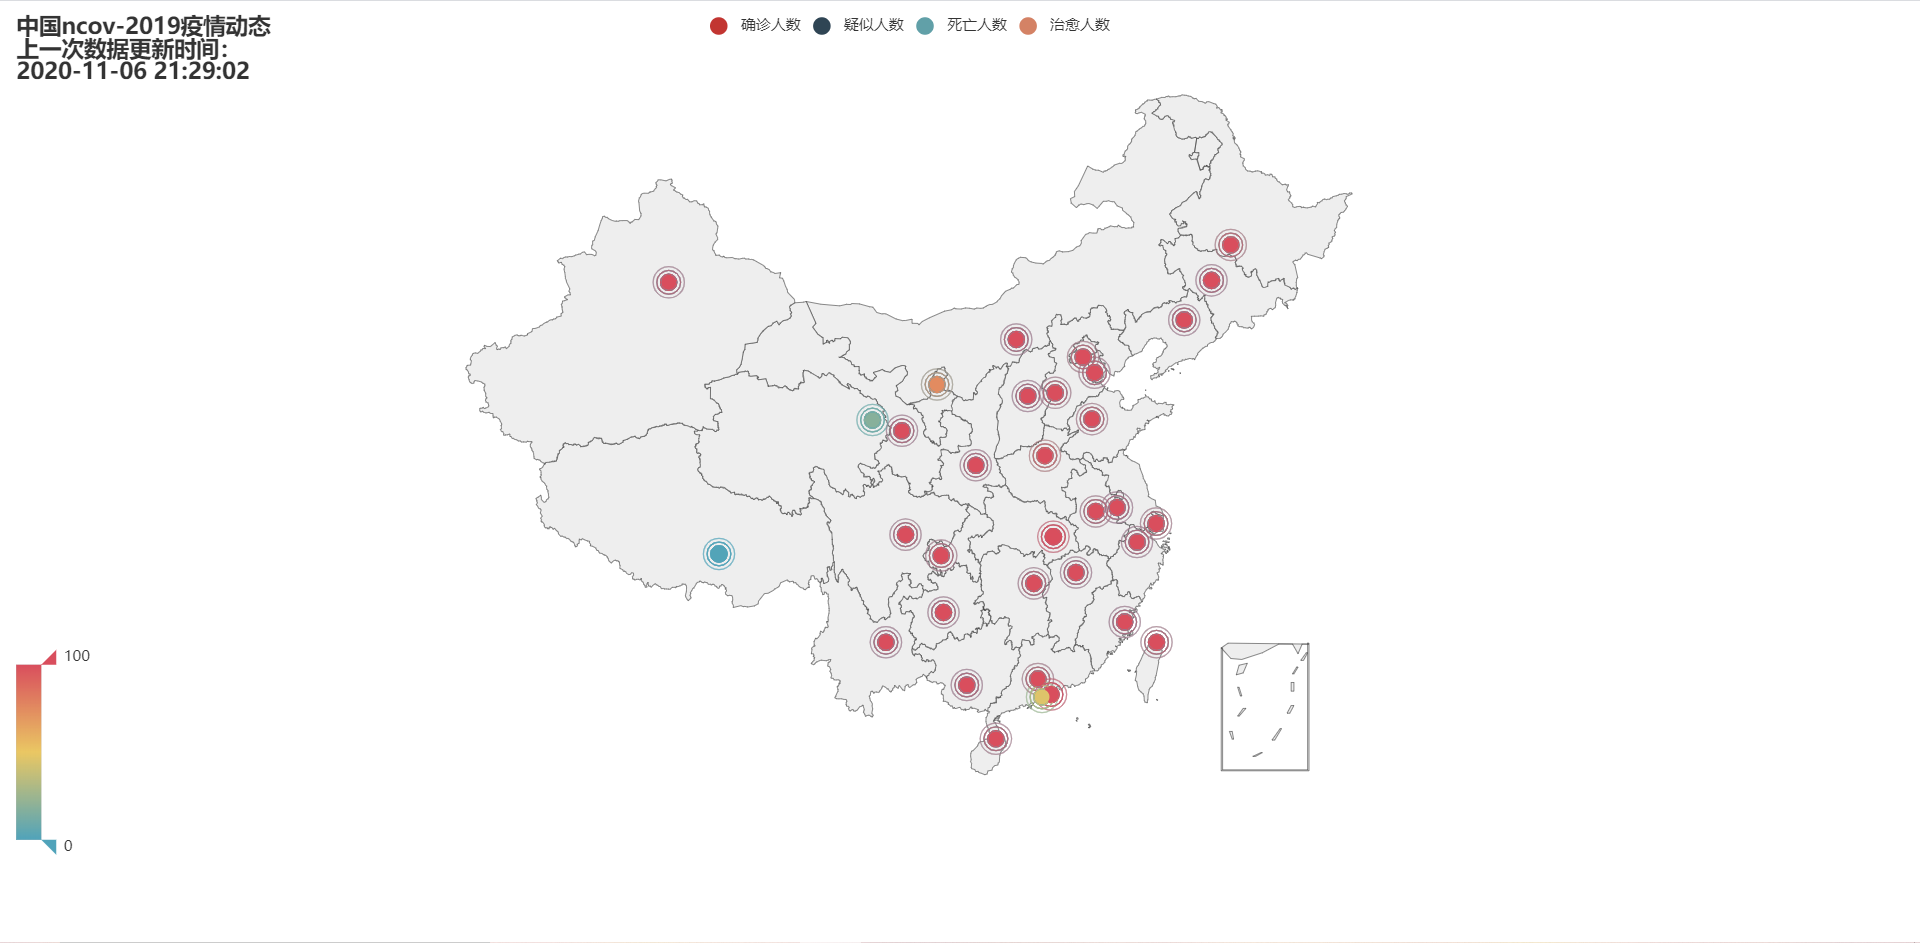 中国ncov-2019疫情动态
上一次数据更新时间：
2020-11-06 21:29:02
确诊人数
疑似人数
死亡人数
治愈人数
100
0